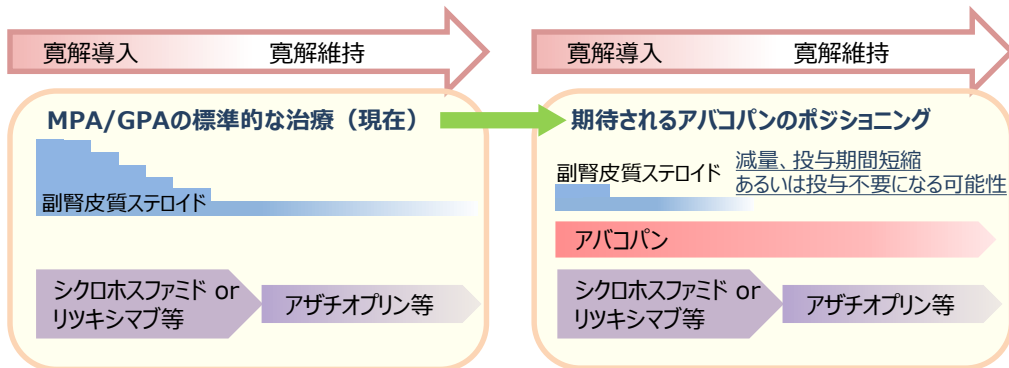 寛解導入
寛解維持
MPA/GPAの標準的な治療（現在）
副腎皮質ステロイド
シクロホスファミド or
リツキシマブ等
アザチオプリン等
寛解導入
寛解維持
期待されるアバコパンのポジショニング
副腎皮質ステロイド
減量、投与期間短縮
あるいは投与不要になる可能性
アバコパン
シクロホスファミド or
リツキシマブ等
アザチオプリン等